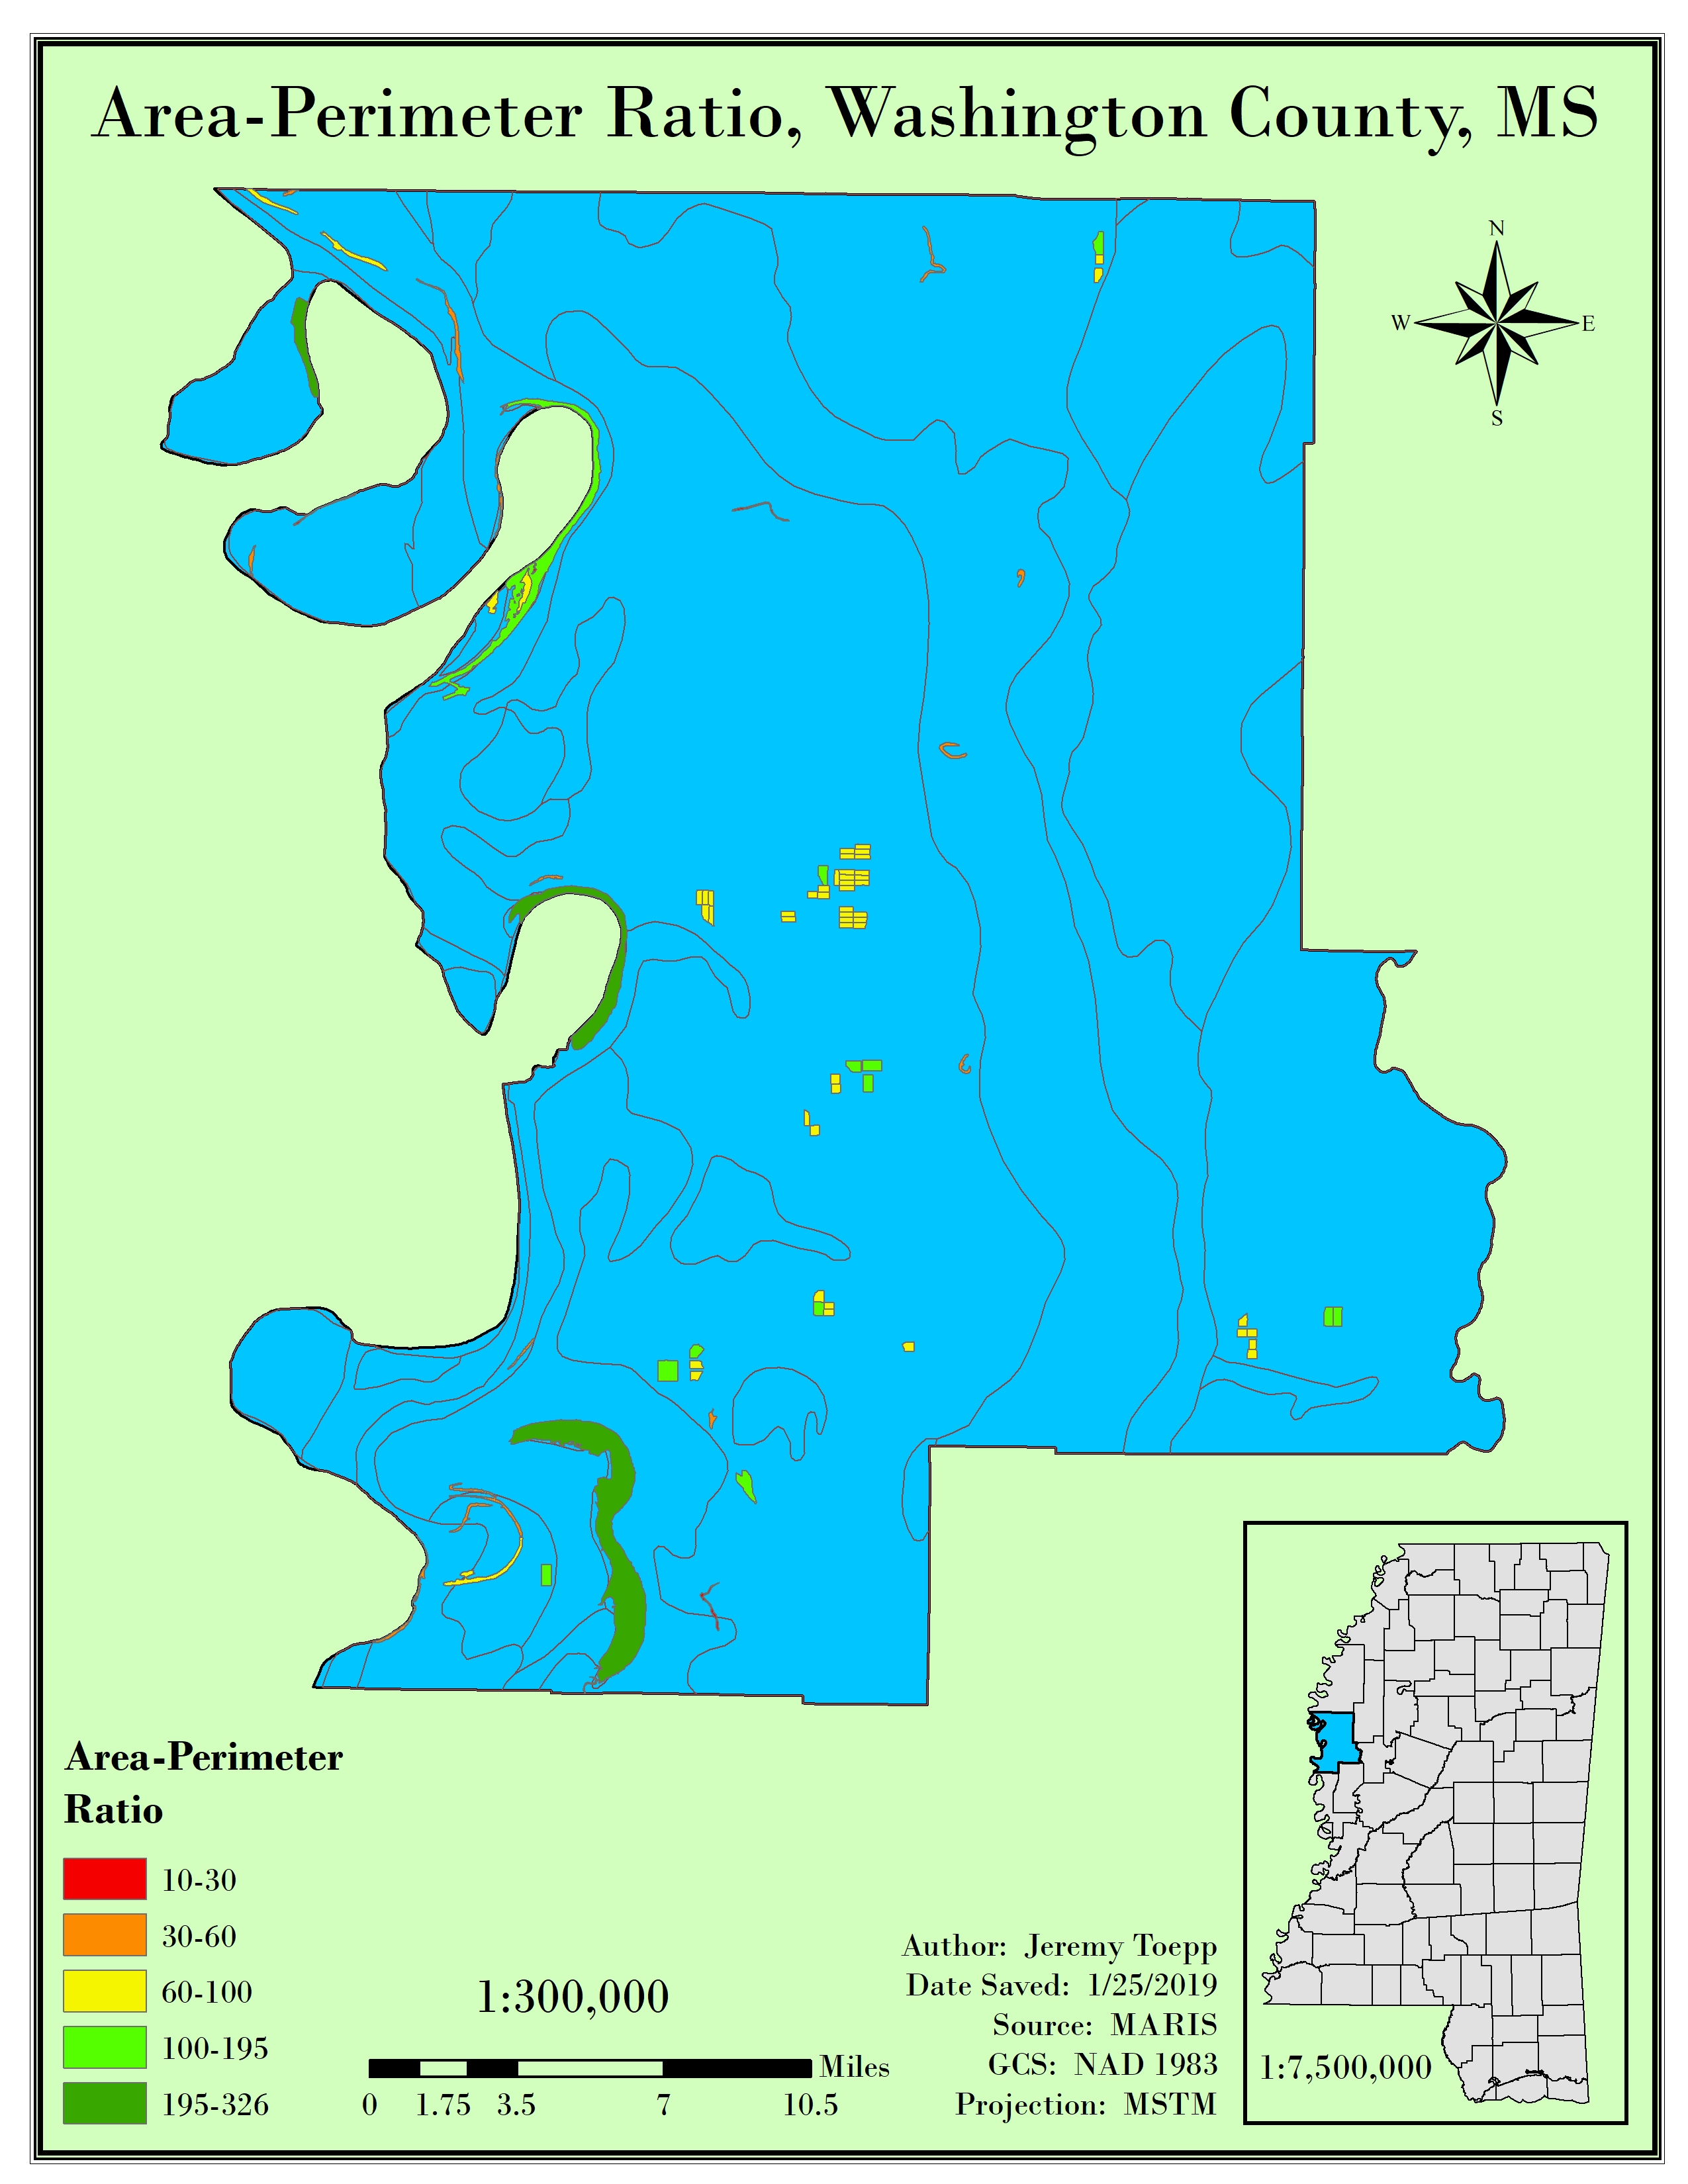 Area-Perimeter Ratio, Washington County, MS
N
W
E
S
Area-Perimeter
Ratio
10-30
30-60
60-100
100-195
195-326
1:300,000
Miles
0 1.75 3.5 7 10.5
Author: Jeremy Toepp
Date Saved: 1/25/2019
Source: MARIS
GCS: NAD 1983
Projection: MSTM
1:7,500,000